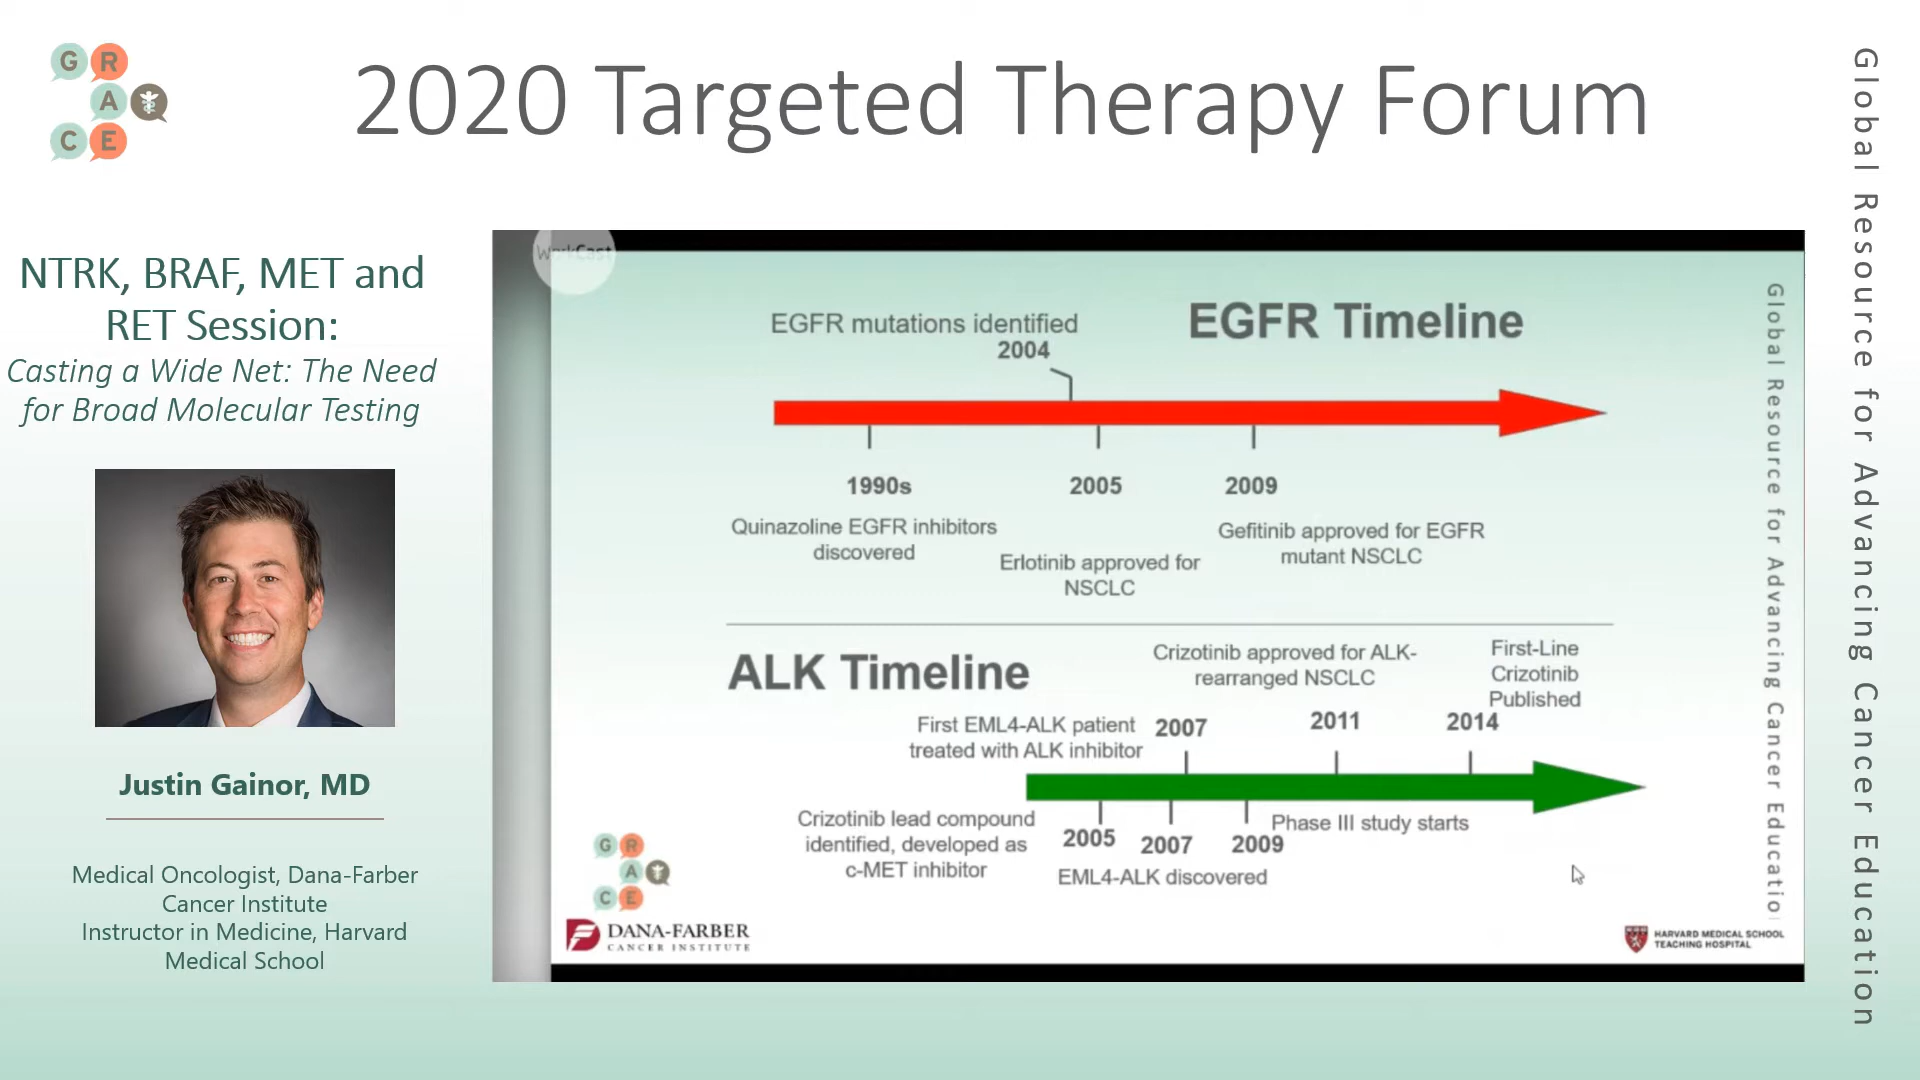 G R
A
C E
2020 Targeted Therapy Forum
Global Resource for Advancing Cancer Education
NTRK, BRAF, MET and
RET Session:
Casting a Wide Net: The Need
for Broad Molecular Testing
Justin Gainor, MD
Medical Oncologist, Dana-Farber
Cancer Institute
Instructor in Medicine, Harvard
Medical School
WorkCast
EGFR Timeline
EGFR mutations identified
2004
1990s
Quinazoline EGFR inhibitors
discovered
2005
Erlotinib approved for
NSCLC
2009
Gefitinib approved for EGFR
mutant NSCLC
ALK Timeline
First EML4-ALK patient
treated with ALK inhibitor
2007
Crizotinib approved for ALK-
rearranged NSCLC
2011
First-Line
Crizotinib
Published
2014
Crizotinib lead compound
identified, developed as
c-MET inhibitor
2005
2007
EML4-ALK discovered
2009
Phase III study starts
G R
A
C E
DANA-FARBER
CANCER INSTITUTE
HARVARD MEDICAL SCHOOL
TEACHING HOSPITAL
Global Resource for Advancing Cancer Educatio